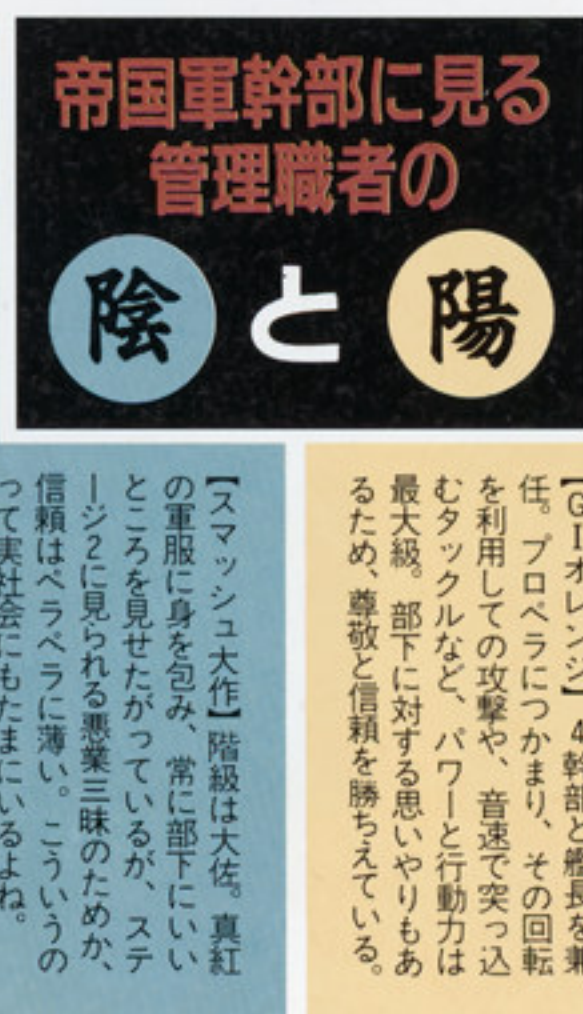 帝国軍幹部に見る
管理職者の
陰と陽
【GIオレンジ】4幹部と艦長を兼
任。プロペラにつかまり、その回転
を利用しての攻撃や、音速で突っ込
むタックルなど、パワーと行動力は
最大級。部下に対する思いやりもあ
るため、尊敬と信頼を勝ちえている。
【スマッシュ大作】階級は大佐。真紅
の軍服に身を包み、常に部下にいい
ところを見せたがっているが、ステ
ージ2に見られる悪業三昧のためか、
信頼はペラペラに薄い。こういうの
って実社会にもたまにいるよね。